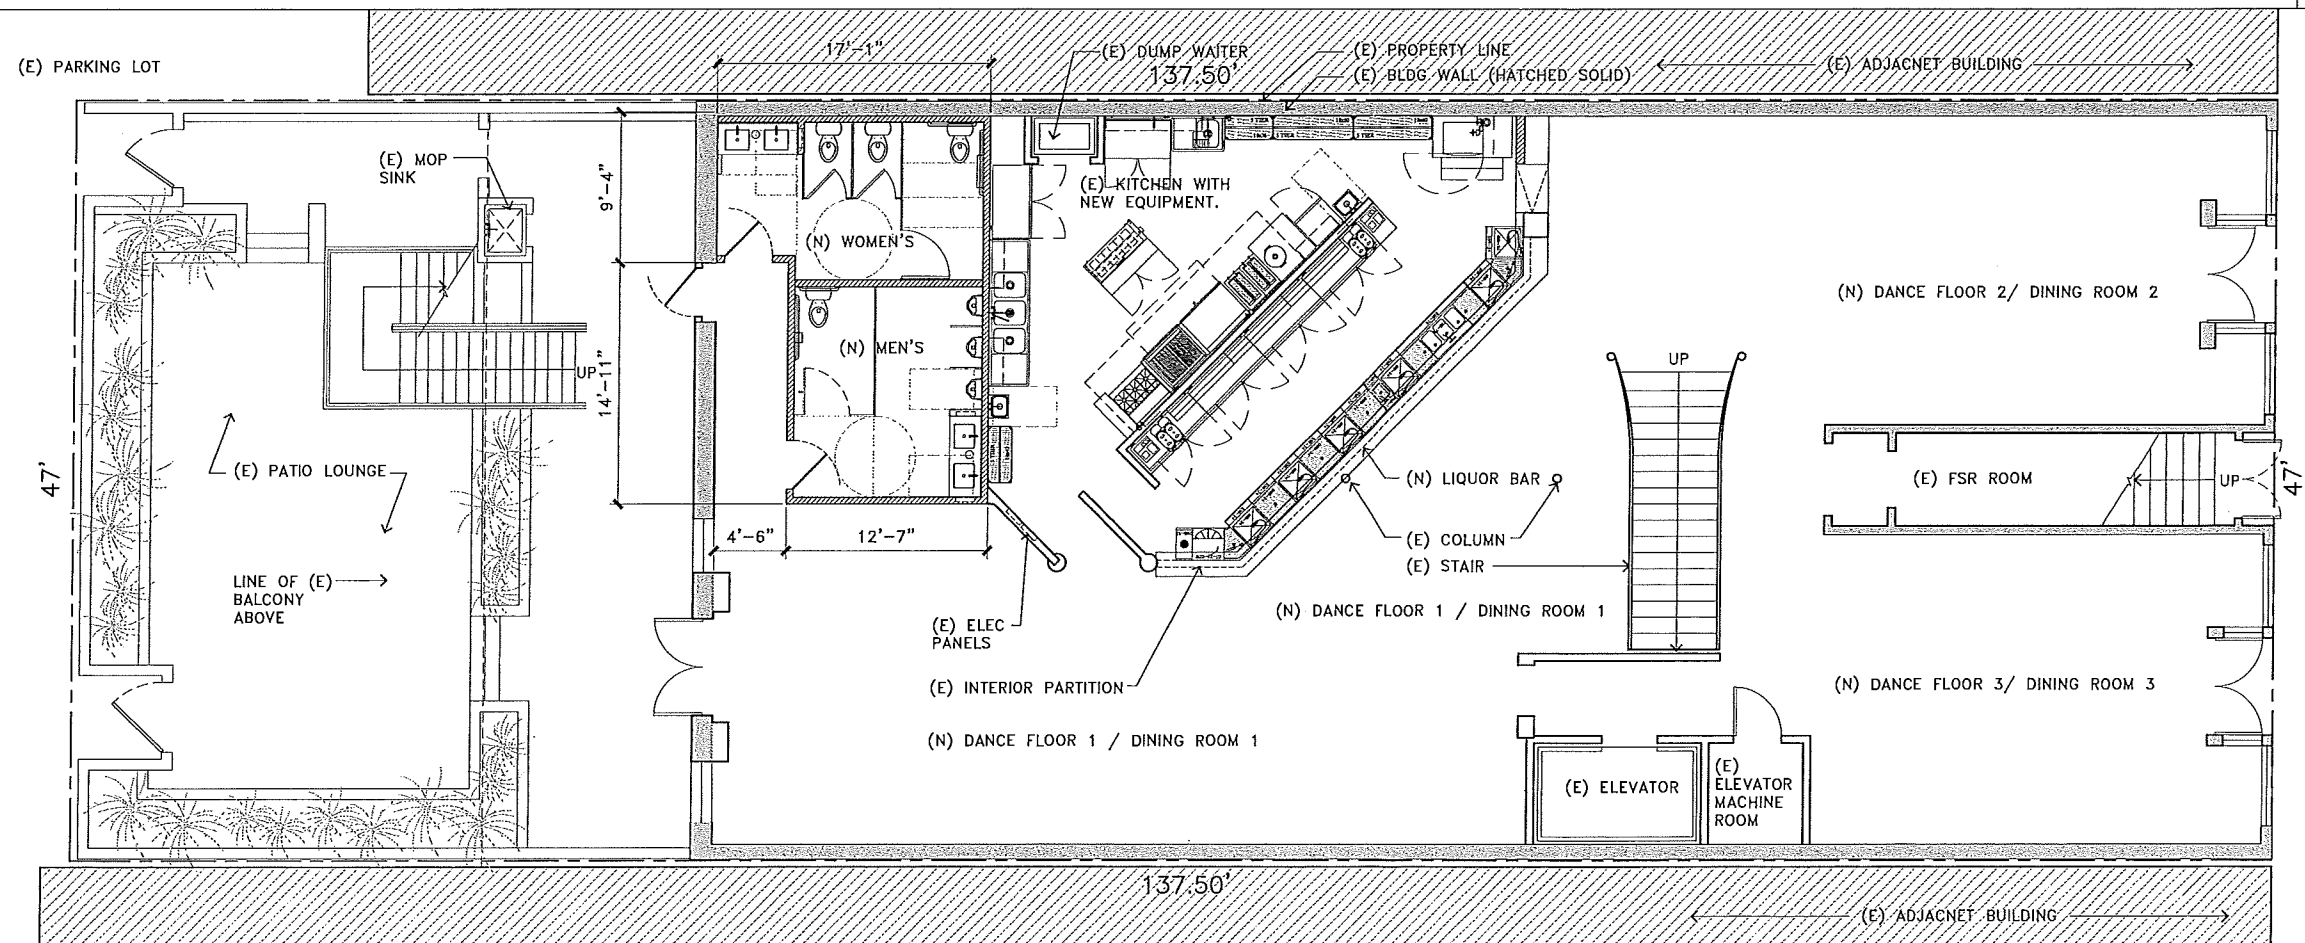 (E) PARKING LOT
17'-1"
(E) DUMP WAITER
137.50'
(E) PROPERTY LINE
(E) BLDG WALL (HATCHED SOLID)
(E) ADJACNET BUILDING
(E) MOP
SINK
9'-4"
(E) KITCHEN WITH
NEW EQUIPMENT.
(N) WOMEN'S
(N) DANCE FLOOR 2/ DINING ROOM 2
(N) MEN'S
UP
14'-11"
UP
47'
(E) PATIO LOUNGE
(N) LIQUOR BAR
(E) FSR ROOM
UP
47'
4'-6"
12'-7"
(E) COLUMN
(E) STAIR
LINE OF (E)
BALCONY
ABOVE
(N) DANCE FLOOR 1 / DINING ROOM 1
(E) ELEC
PANELS
(E) INTERIOR PARTITION
(N) DANCE FLOOR 3/ DINING ROOM 3
(N) DANCE FLOOR 1 / DINING ROOM 1
(E) ELEVATOR
(E)
ELEVATOR
MACHINE
ROOM
137.50'
(E) ADJACNET BUILDING